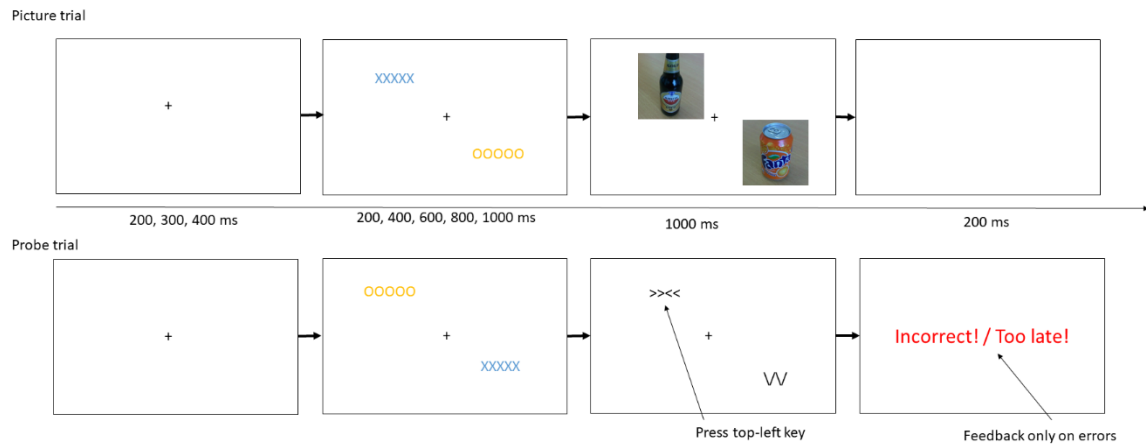 Picture trial
+
XXXXX
+
OOOOO
+
Fanta
200, 300, 400 ms
200, 400, 600, 800, 1000 ms
1000 ms
200 ms
Probe trial
+
OOOOO
+
XXXXX
>><<
+
\/\/
Press top-left key
Incorrect! / Too late!
Feedback only on errors